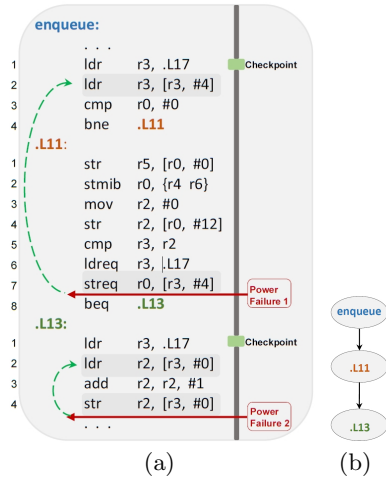 enqueue:
. . .
1 ldr r3, .L17 Checkpoint
2 ldr r3, [r3, #4]
3 cmp r0, #0
4 bne .L11
.L11:
1 str r5, [r0, #0]
2 stmib r0, {r4 r6}
3 mov r2, #0
4 str r2, [r0, #12]
5 cmp r3, r2
6 ldreq r3, .L17
7 streq r0, [r3, #4] Power Failure 1
8 beq .L13
.L13:
1 ldr r3, .L17 Checkpoint
2 ldr r2, [r3, #0]
3 add r2, r2, #1
4 str r2, [r3, #0] Power Failure 2
. . .
enqueue
.L11
.L13
(a) (b)